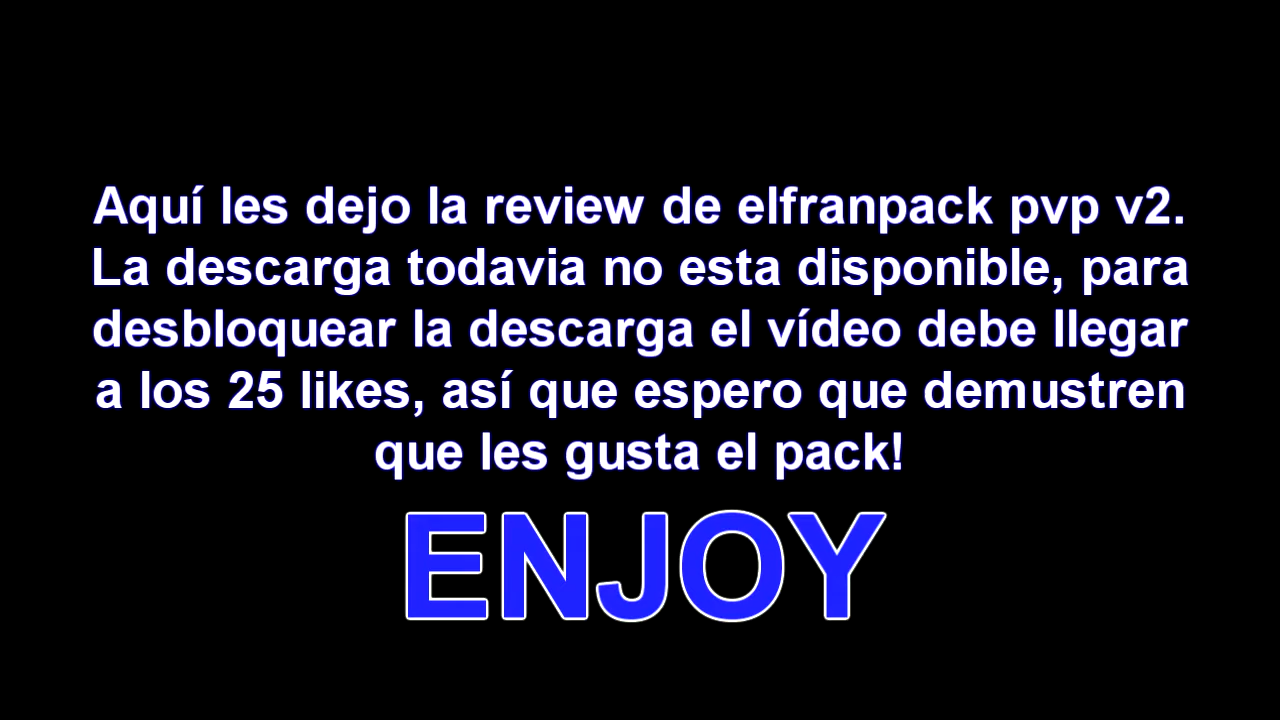 Aquí les dejo la review de elfranpack pvp v2.
La descarga todavia no esta disponible, para
desbloquear la descarga el vídeo debe llegar
a los 25 likes, así que espero que demustren
que les gusta el pack!
ENJOY